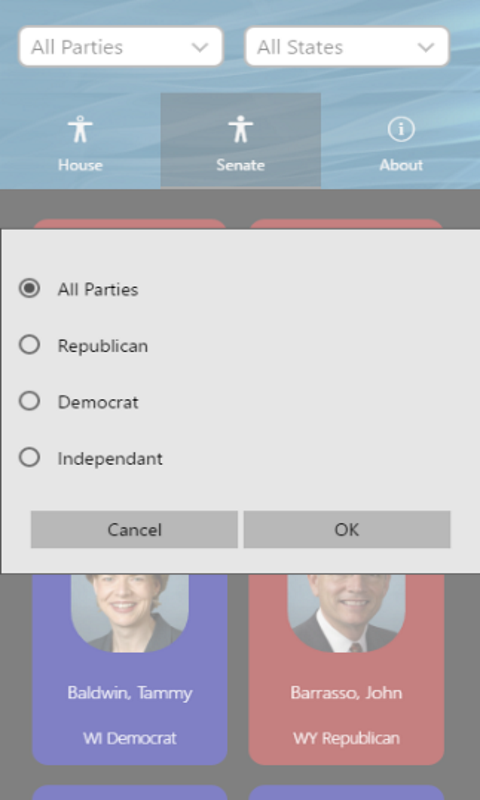 All Parties
All States
House
Senate
About
All Parties
Republican
Democrat
Independant
Cancel
OK
Baldwin, Tammy
Barrasso, John
WI Democrat
WY Republican